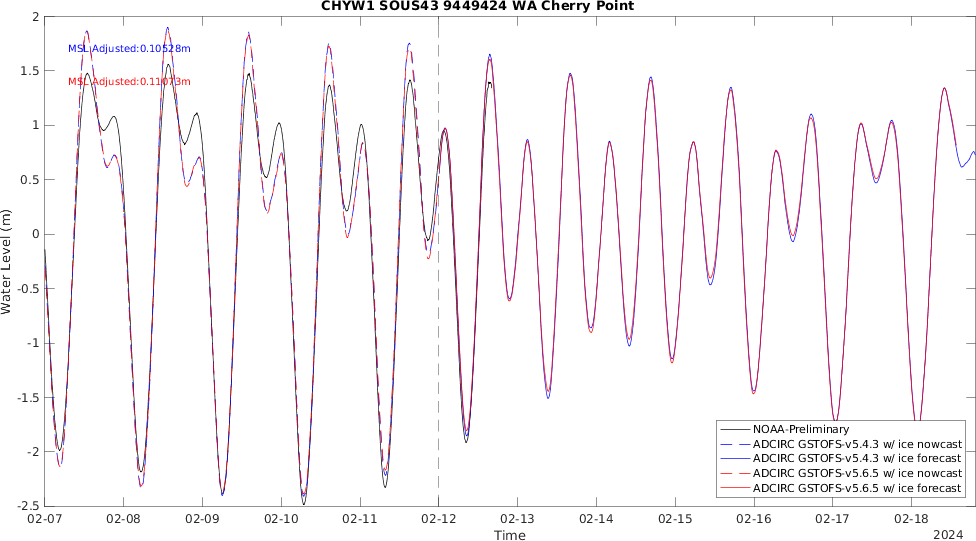 CHYW1 SOUS43 9449424 WA Cherry Point
2
1.5
1
0.5
0
-0.5
-1
-1.5
-2
-2.5
Water Level (m)
MSL Adjusted:0.10528m
MSL Adjusted:0.11073m
NOAA-Preliminary
ADCIRC GSTOFS-v5.4.3 w/ ice nowcast
ADCIRC GSTOFS-v5.4.3 w/ ice forecast
ADCIRC GSTOFS-v5.6.5 w/ ice nowcast
ADCIRC GSTOFS-v5.6.5 w/ ice forecast
02-07 02-08 02-09 02-10 02-11 02-12 02-13 02-14 02-15 02-16 02-17 02-18
Time
2024